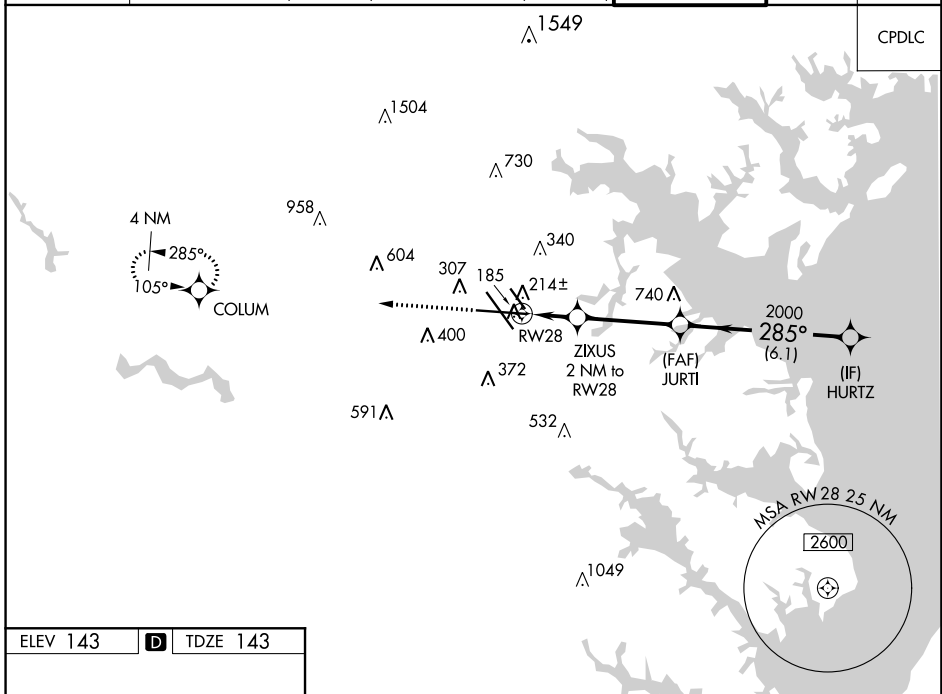 1549
CPDLC
1504
730
958
4 NM
285°
105°
COLUM
604
340
307
185
214±
740
RW28
400
ZIXUS
2 NM to
RW28
(FAF)
JURTI
2000
285°
(6.1)
(IF)
HURTZ
372
591
532
MSA RW28 25 NM
2600
1049
ELEV 143
D
TDZE 143